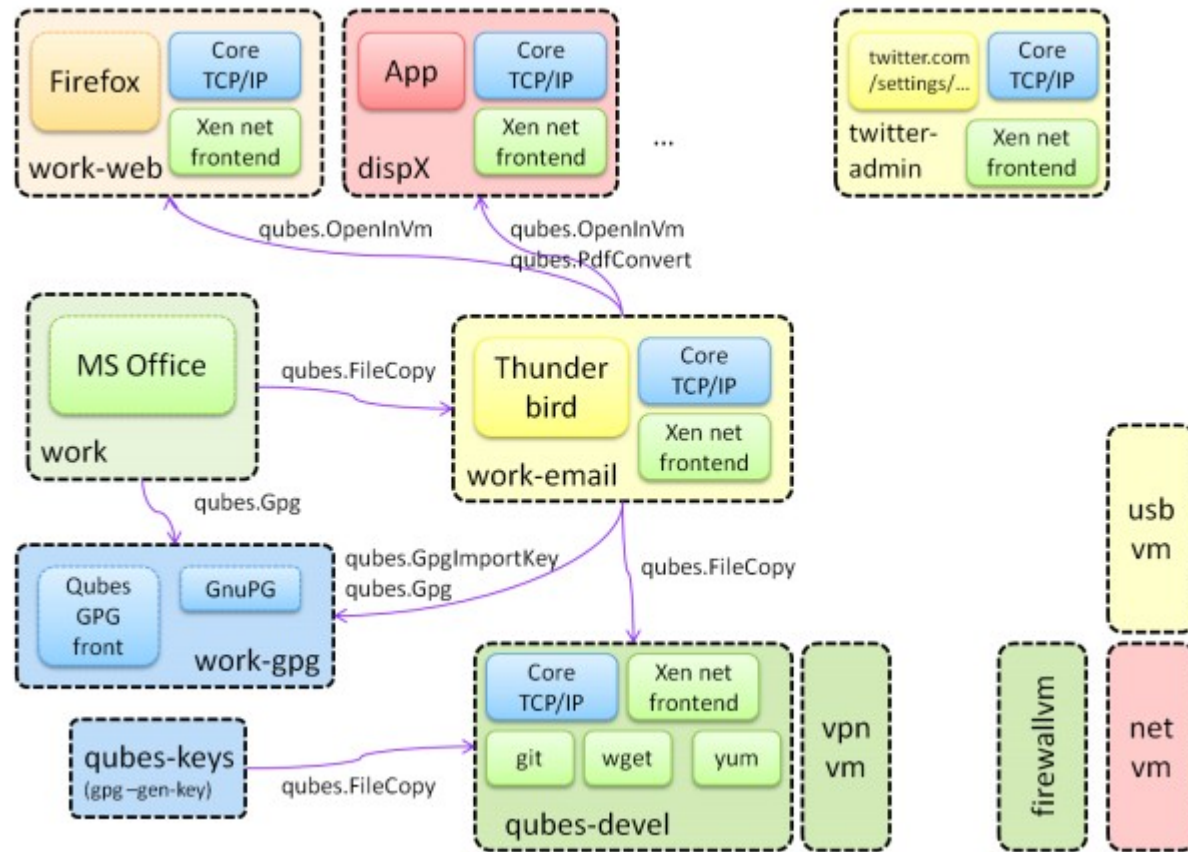 Firefox
Core
TCP/IP
Xen net
frontend
work-web
App
Core
TCP/IP
Xen net
frontend
dispX
...
twitter.com
/settings/...
Core
TCP/IP
twitter-
admin
Xen net
frontend
qubes.OpenInVm
qubes.OpenInVm
qubes.PdfConvert
MS Office
work
qubes.FileCopy
Thunder
bird
Core
TCP/IP
Xen net
frontend
work-email
qubes.Gpg
qubes.GpgImportKey
qubes.Gpg
qubes.FileCopy
usb
vm
Qubes
GPG
front
GnuPG
work-gpg
qubes-keys
(gpg –gen-key)
qubes.FileCopy
Core
TCP/IP
Xen net
frontend
git
wget
yum
qubes-devel
vpn
vm
firewallvm
net
vm